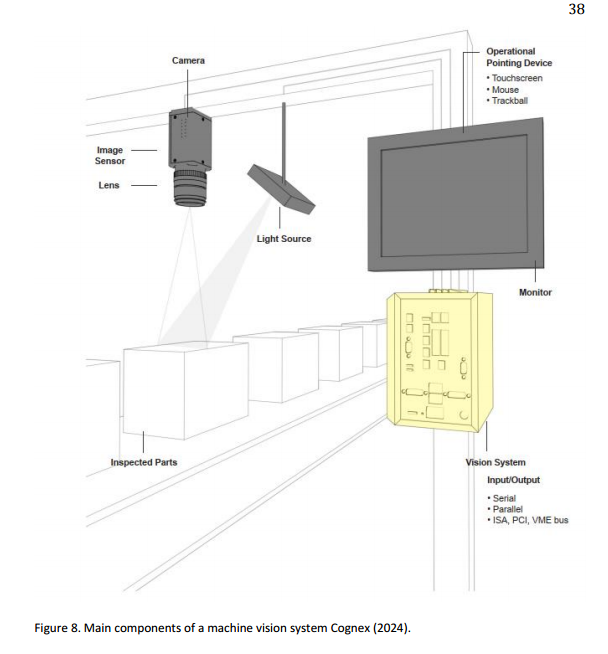 38
Camera
Operational
Pointing Device
• Touchscreen
• Mouse
• Trackball
Image
Sensor
Lens
Light Source
Monitor
Inspected Parts
Vision System
Input/Output
• Serial
• Parallel
• ISA, PCI, VME bus
Figure 8. Main components of a machine vision system Cognex (2024).